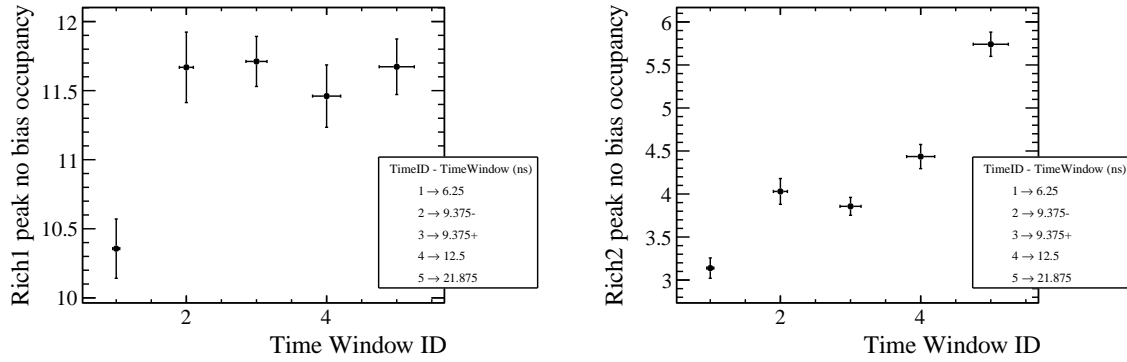 Rich1 peak no bias occupancy
12
11.5
11
10.5
10
2
4
Time Window ID
TimeID - TimeWindow (ns)
1 → 6.25
2 → 9.375-
3 → 9.375+
4 → 12.5
5 → 21.875
Rich2 peak no bias occupancy
6
5.5
5
4.5
4
3.5
3
2
4
Time Window ID
TimeID - TimeWindow (ns)
1 → 6.25
2 → 9.375-
3 → 9.375+
4 → 12.5
5 → 21.875